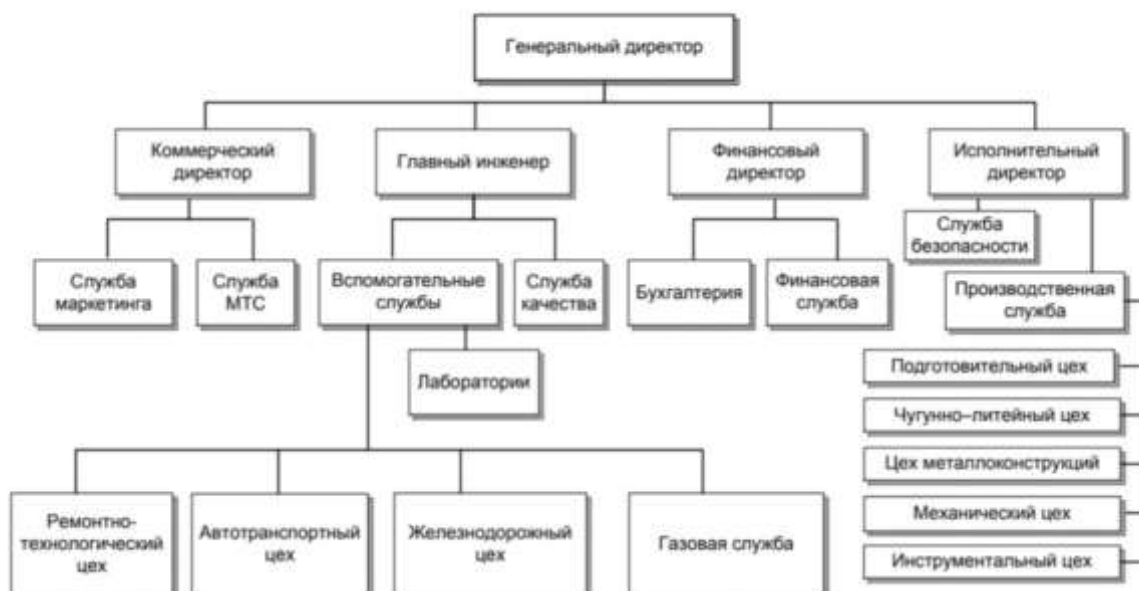 Генеральный директор
Коммерческий
директор
Главный инженер
Финансовый
директор
Исполнительный
директор
Служба
безопасности
Служба
маркетинга
Служба
МТС
Вспомогательные
службы
Служба
качества
Бухгалтерия
Финансовая
служба
Производственная
служба
Лаборатории
Подготовительный цех
Чугунно–литейный цех
Цех металлоконструкций
Механический цех
Инструментальный цех
Ремонтно-
технологический
цех
Автотранспортный
цех
Железнодорожный
цех
Газовая служба